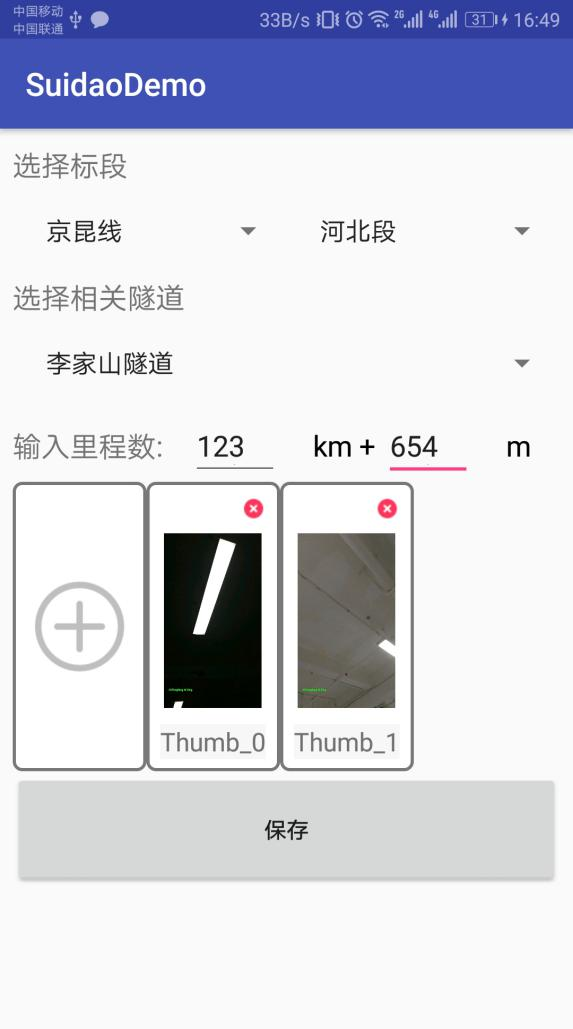 中国移动
中国联通
33B/s 2G 4G 31 16:49
SuidaoDemo
选择标段
京昆线 河北段
选择相关隧道
李家山隧道
输入里程数: 123 km + 654 m
Thumb_0 Thumb_1
保存